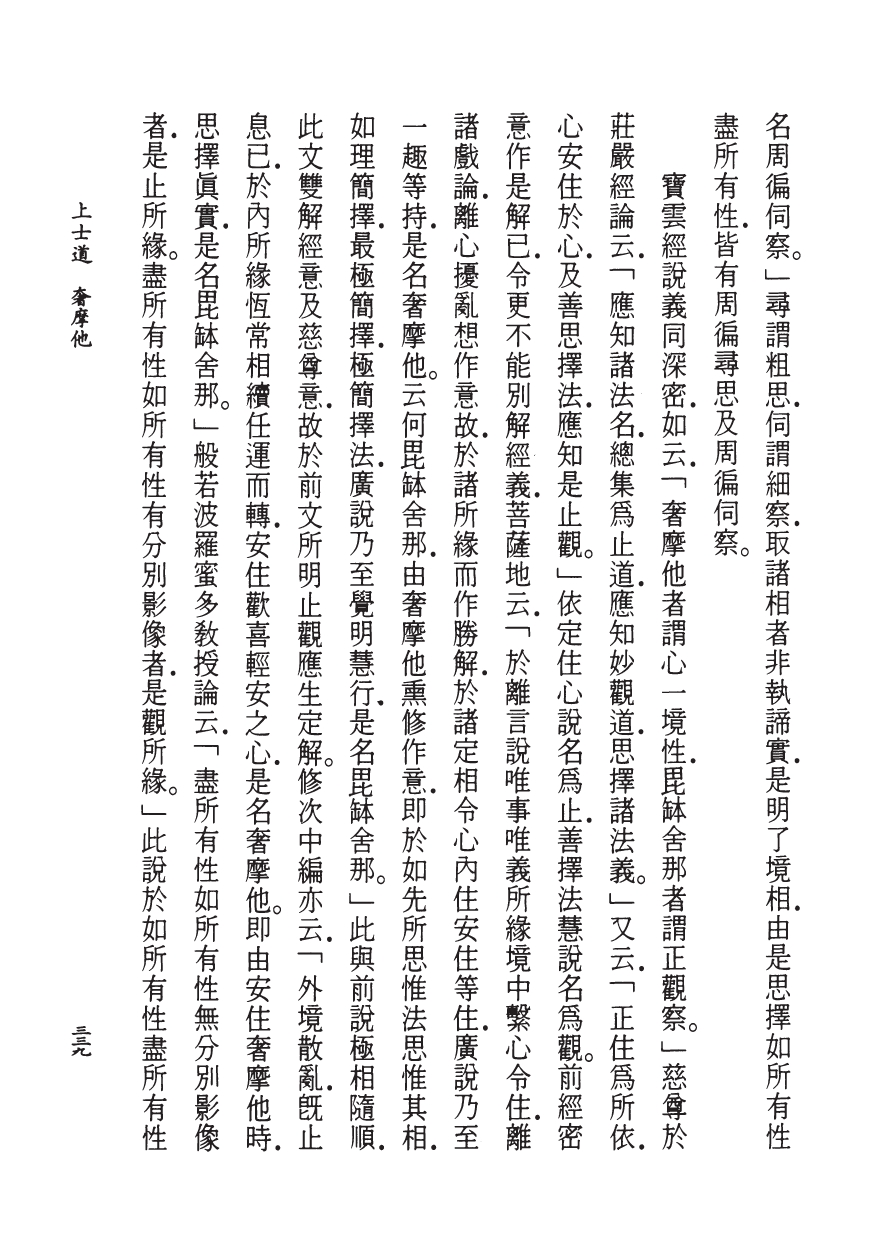 名周徧伺察。」尋謂粗思．伺謂細察．取諸相者非執諦實．是明了境相．由是思擇如所有性
盡所有性．皆有周徧尋思及周徧伺察。
寶雲經說義同深密．如云．「奢摩他者謂心一境性．毘缽舍那者謂正觀察。」慈尊於
莊嚴經論云．「應知諸法名．總集爲止道．應知妙觀道．思擇諸法義。」又云．「正住爲所依．
心安住於心．及善思擇法．應知是止觀。」依定住心說名爲止．善擇法慧說名爲觀。前經密
意作是解已．令更不能別解經義．菩薩地云．「於離言說唯事唯義所緣境中繫心令住．離
諸戲論．離心擾亂想作意故．於諸所緣而作勝解．於諸定相令心內住安住等住．廣說乃至
一趣等持．是名奢摩他。云何毘缽舍那．由奢摩他熏修作意．即於如先所思惟法思惟其相．
如理簡擇．最極簡擇．極簡擇法．廣說乃至覺明慧行．是名毘缽舍那。」此與前說極相隨順．
此文雙解經意及慈尊意．故於前文所明止觀應生定解。修次中編亦云．「外境散亂．旣止
息已．於內所緣恆常相續任運而轉．安住歡喜輕安之心．是名奢摩他。即由安住奢摩他時．
思擇眞實．是名毘缽舍那。」般若波羅蜜多敎授論云．「盡所有性如所有性無分別影像
者．是止所緣。盡所有性如所有性有分別影像者．是觀所緣。」此說於如所有性盡所有性
上士道　奢摩他
三三九